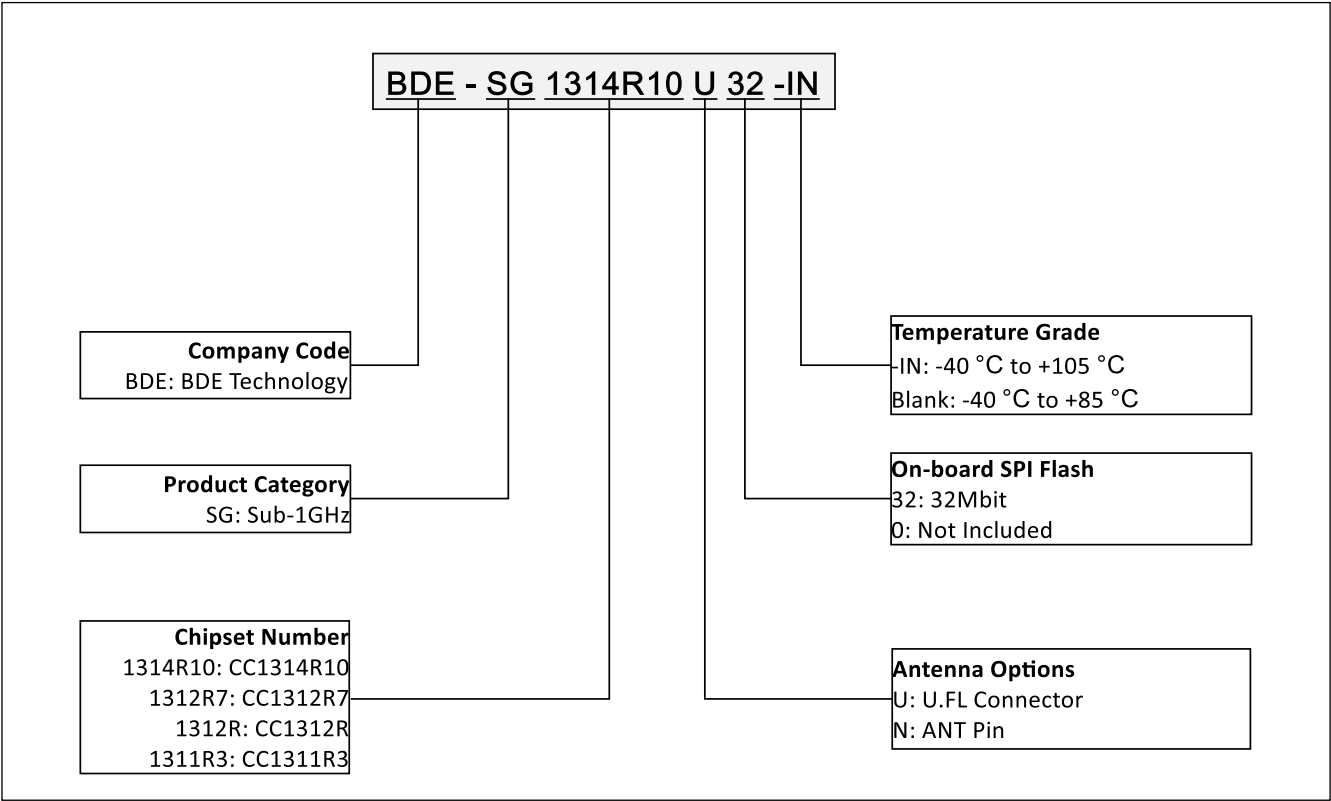 BDE - SG 1314R10 U 32 -IN
Company Code
BDE: BDE Technology
Product Category
SG: Sub-1GHz
Chipset Number
1314R10: CC1314R10
1312R7: CC1312R7
1312R: CC1312R
1311R3: CC1311R3
Temperature Grade
-IN: -40 °C to +105 °C
Blank: -40 °C to +85 °C
On-board SPI Flash
32: 32Mbit
0: Not Included
Antenna Options
U: U.FL Connector
N: ANT Pin